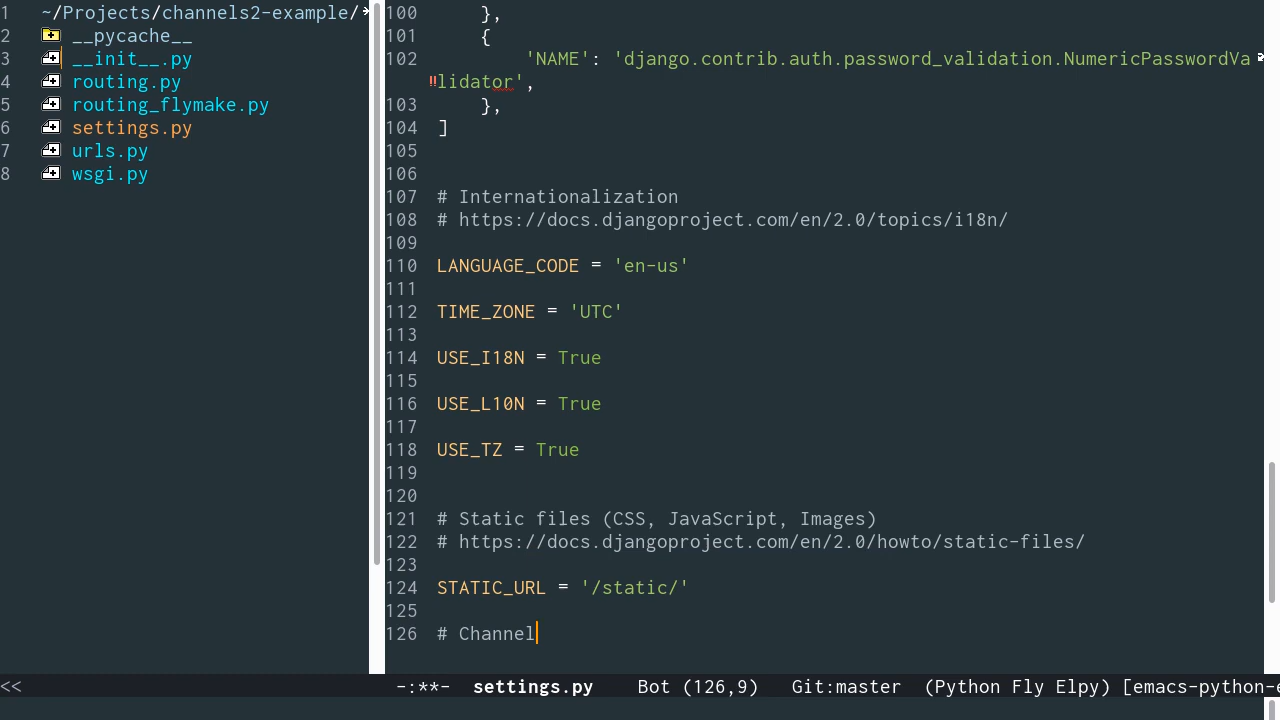 1 ~/Projects/channels2-example/
2 __pycache__
3 __init__.py
4 routing.py
5 routing_flymake.py
6 settings.py
7 urls.py
8 wsgi.py
<<
100 },
101 {
102 'NAME': 'django.contrib.auth.password_validation.NumericPasswordVa
!!lidator',
103 },
104 ]
105
106
107 # Internationalization
108 # https://docs.djangoproject.com/en/2.0/topics/i18n/
109
110 LANGUAGE_CODE = 'en-us'
111
112 TIME_ZONE = 'UTC'
113
114 USE_I18N = True
115
116 USE_L10N = True
117
118 USE_TZ = True
119
120
121 # Static files (CSS, JavaScript, Images)
122 # https://docs.djangoproject.com/en/2.0/howto/static-files/
123
124 STATIC_URL = '/static/'
125
126 # Channel
-:**- settings.py Bot (126,9) Git:master (Python Fly Elpy) [emacs-python-e